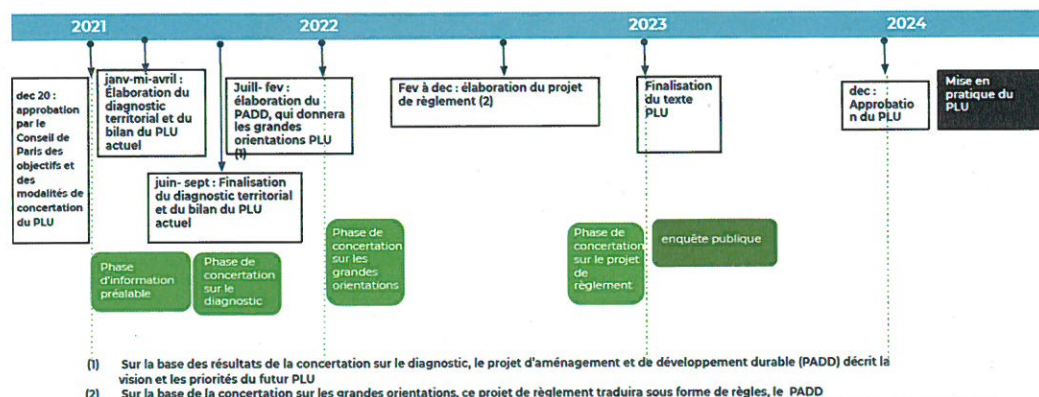 2021 2022 2023 2024
dec 20 :
approbation
par le
Conseil de
Paris des
objectifs et
des
modalités de
concertation
du PLU
janv-mi-avril :
Élaboration du
diagnostic
territorial et du
bilan du PLU
actuel
juin- sept : Finalisation
du diagnostic territorial
et du bilan du PLU
actuel
Juill- fev :
élaboration du
PADD, qui donnera
les grandes
orientations PLU
(1)
Fev à dec : élaboration du projet
de règlement (2)
Finalisation
du texte
PLU
dec :
Approbatio
n du PLU
Mise en
pratique du
PLU
Phase
d'information
préalable
Phase de
concertation
sur le
diagnostic
Phase de
concertation
sur les
grandes
orientations
Phase de
concertation
sur le projet
de
règlement
enquête publique
(1) Sur la base des résultats de la concertation sur le diagnostic, le projet d'aménagement et de développement durable (PADD) décrit la
vision et les priorités du futur PLU
(2) Sur la base de la concertation sur les grandes orientations, ce projet de règlement traduira sous forme de règles, le PADD